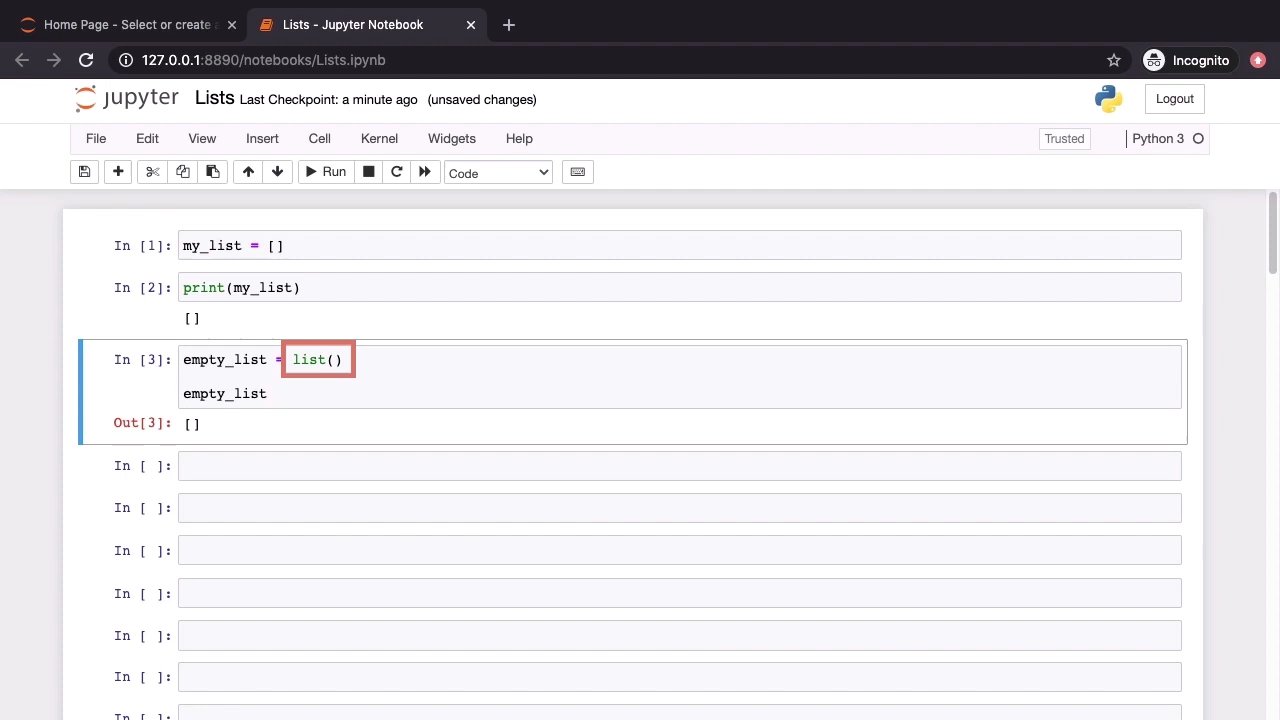 Home Page - Select or create a
Lists - Jupyter Notebook
127.0.0.1:8890/notebooks/Lists.ipynb
Incognito
jupyter Lists Last Checkpoint: a minute ago (unsaved changes)
Logout
File Edit View Insert Cell Kernel Widgets Help
Trusted
Python 3
Run
Code
In [1]: my_list = []
In [2]: print(my_list)
[]
In [3]: empty_list = list()
empty_list
Out[3]: []
In [ ]:
In [ ]:
In [ ]:
In [ ]:
In [ ]:
In [ ]:
In [ ]: